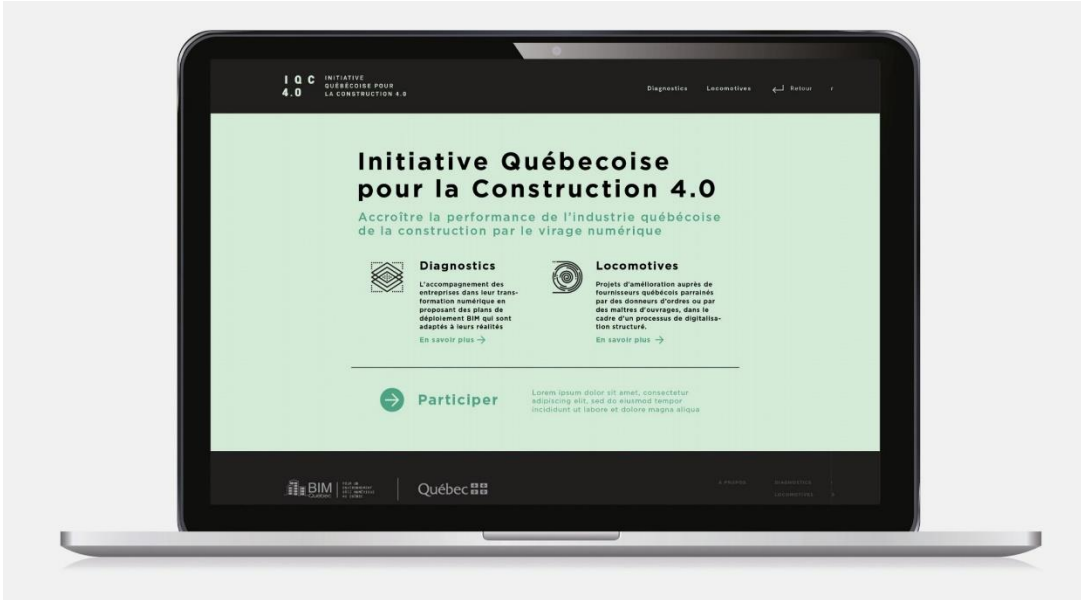 IQC
4.0
INITIATIVE
QUÉBÉCOISE POUR
LA CONSTRUCTION 4.0
Diagnostics
Locomotives
Retour
Initiative Québecoise
pour la Construction 4.0
Accroître la performance de l'industrie québécoise
de la construction par le virage numérique
Diagnostics
L'accompagnement des
entreprises dans leur trans-
formation numérique en
proposant des plans de
déploiement BIM qui sont
adaptés à leurs réalités
En savoir plus →
Locomotives
Projets d'amélioration auprès de
fournisseurs québécois parrainés
par des donneurs d'ordres ou par
des maîtres d'ouvrages, dans le
cadre d'un processus de digitalisa-
tion structuré.
En savoir plus →
Participer
Lorem ipsum dolor sit amet, consectetur
adipiscing elit, sed do eiusmod tempor
incididunt ut labore et dolore magna aliqua
BIM
Québec
Québec
À PROPOS
DIAGNOSTICS
LOCOMOTIVES